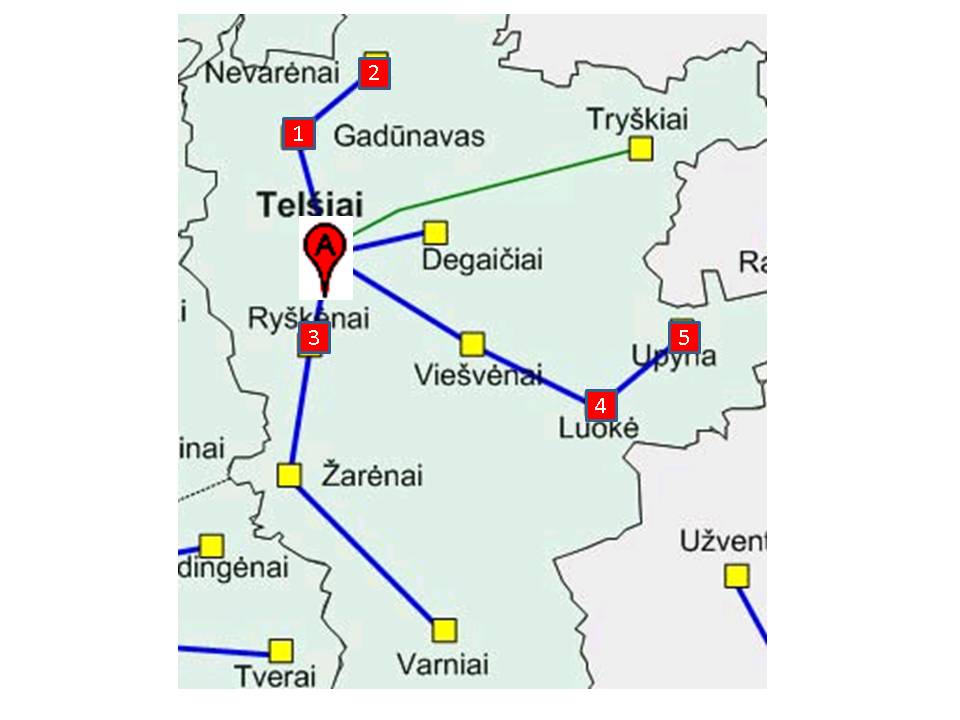 Nevarėnai
2
1
Gadūnavas
Tryškiai
Telšiai
A
Degaičiai
Ryškėnai
3
Viešvėnai
5
Upyna
4
Luokė
Žarėnai
inai
dingėnai
Varniai
Tverai
Užvent
Ra